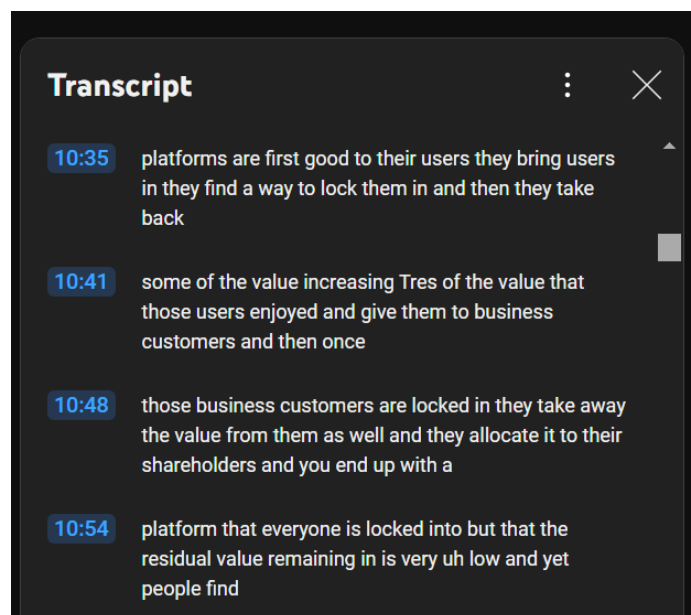 Transcript
10:35
platforms are first good to their users they bring users
in they find a way to lock them in and then they take
back
10:41
some of the value increasing Tres of the value that
those users enjoyed and give them to business
customers and then once
10:48
those business customers are locked in they take away
the value from them as well and they allocate it to their
shareholders and you end up with a
10:54
platform that everyone is locked into but that the
residual value remaining in is very uh low and yet
people find